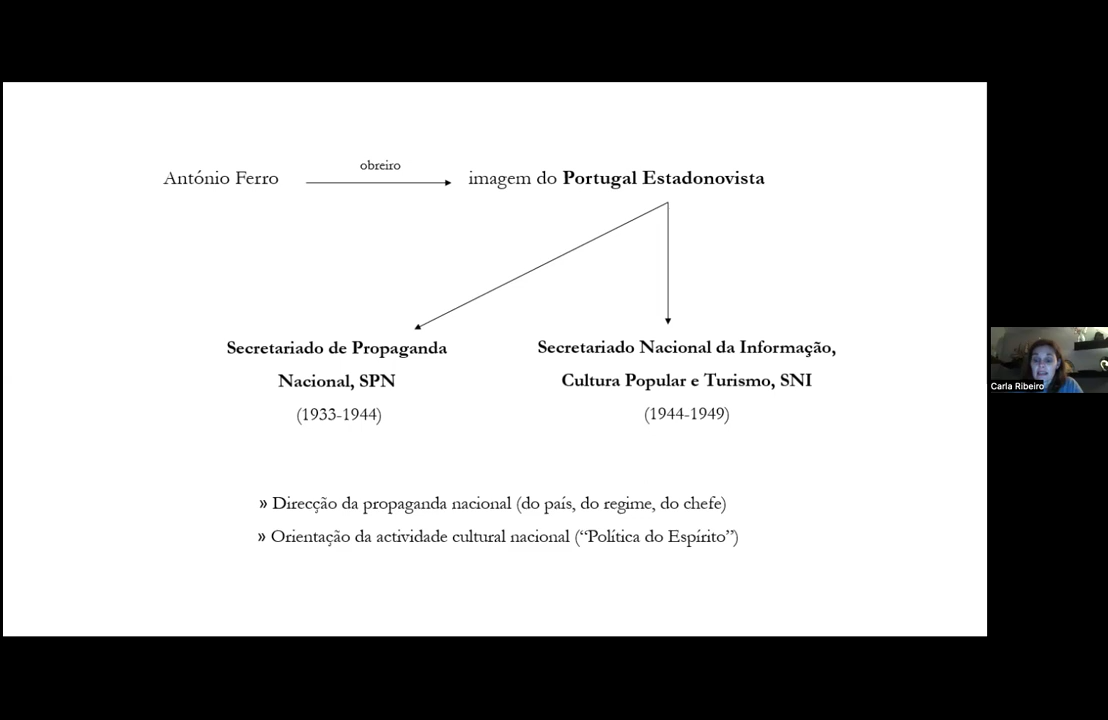 obreiro
António Ferro imagem do Portugal Estadonovista
Secretariado de Propaganda
Nacional, SPN
(1933-1944)
Secretariado Nacional da Informação,
Cultura Popular e Turismo, SNI
(1944-1949)
» Direcção da propaganda nacional (do país, do regime, do chefe)
» Orientação da actividade cultural nacional (“Política do Espírito”)
Carla Ribeiro